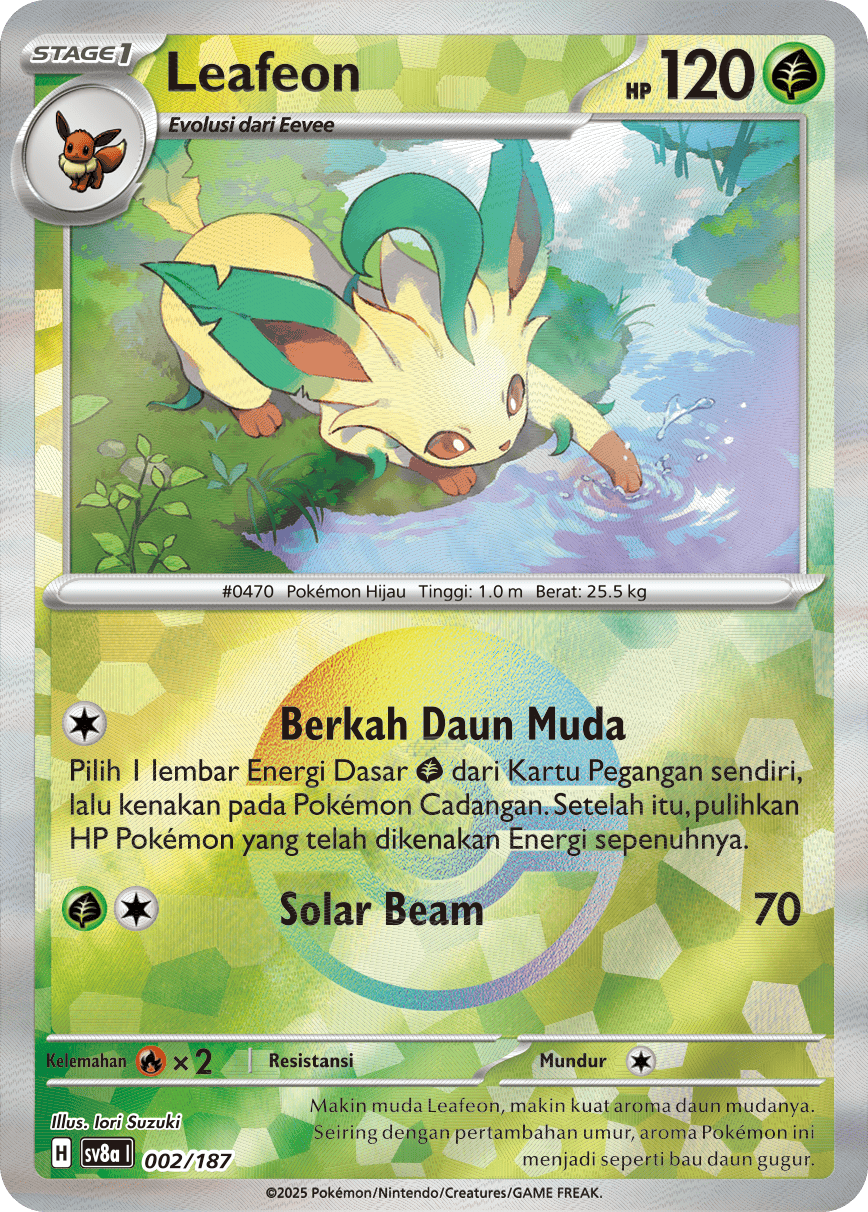 STAGE1 Leafeon HP 120
Evolusi dari Eevee
#0470 Pokémon Hijau Tinggi: 1.0 m Berat: 25.5 kg
Berkah Daun Muda
Pilih 1 lembar Energi Dasar dari Kartu Pegangan sendiri,
lalu kenakan pada Pokémon Cadangan. Setelah itu, pulihkan
HP Pokémon yang telah dikenakan Energi sepenuhnya.
Solar Beam 70
Kelemahan ×2 Resistansi Mundur
Makin muda Leafeon, makin kuat aroma daun mudanya.
Seiring dengan pertambahan umur, aroma Pokémon ini
menjadi seperti bau daun gugur.
Illus. Iori Suzuki
H sv8a I 002/187
©2025 Pokémon/Nintendo/Creatures/GAME FREAK.